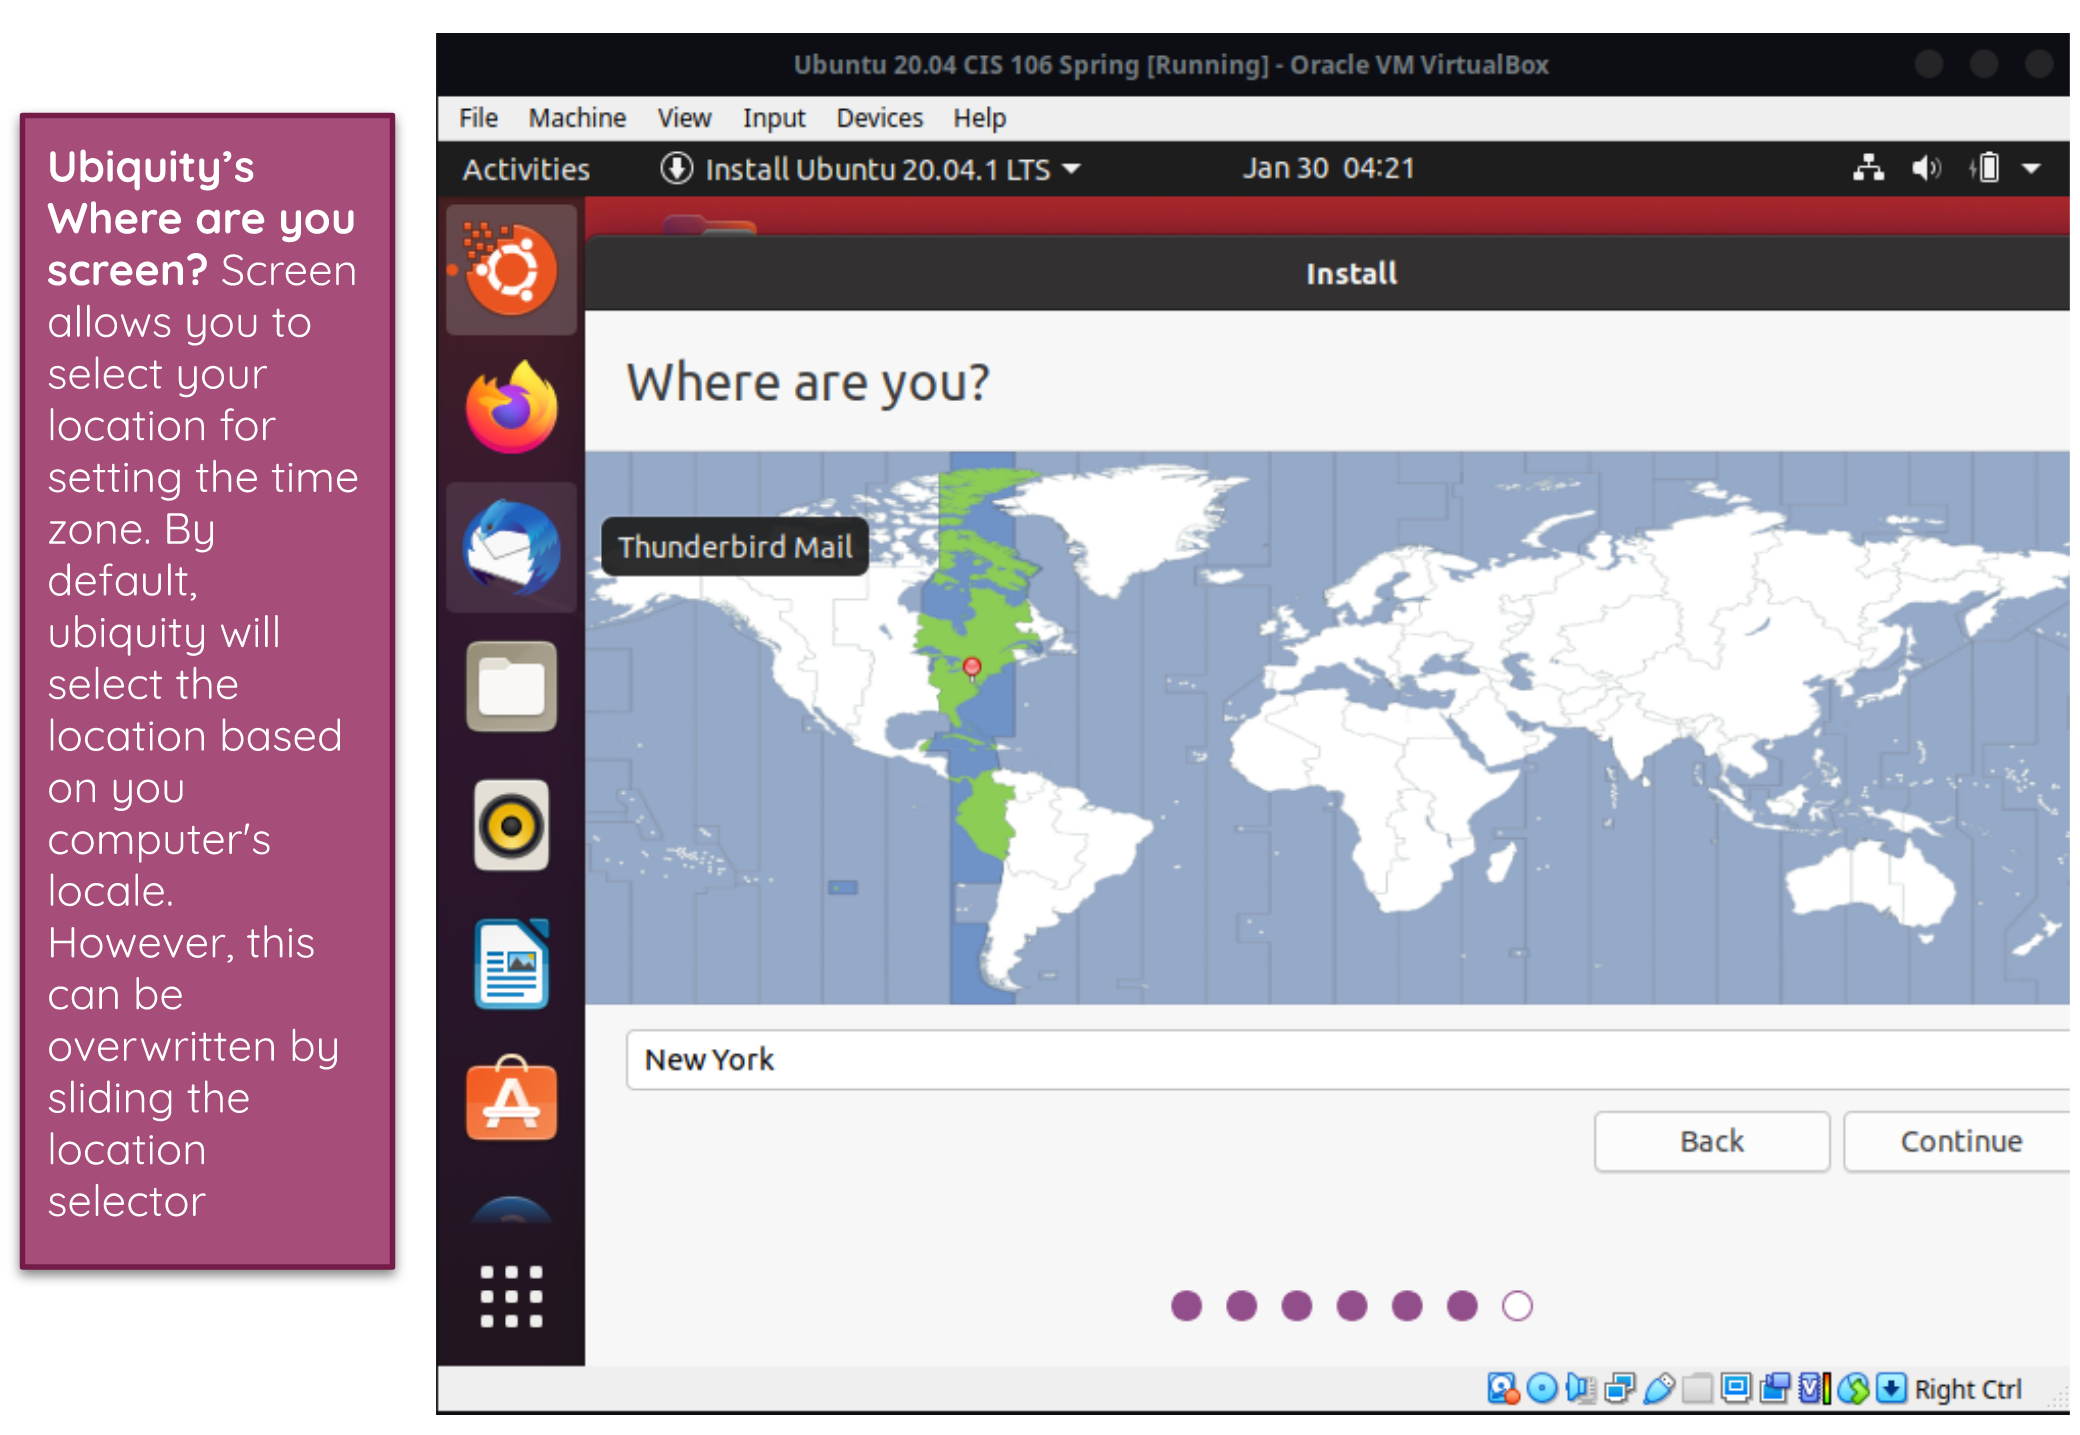 Ubuntu 20.04 CIS 106 Spring [Running] - Oracle VM VirtualBox
File Machine View Input Devices Help
Activities Install Ubuntu 20.04.1 LTS Jan 30 04:21
Ubiquity’s
Where are you
screen? Screen
allows you to
select your
location for
setting the time
zone. By
default,
ubiquity will
select the
location based
on you
computer's
locale.
However, this
can be
overwritten by
sliding the
location
selector
Install
Where are you?
Thunderbird Mail
New York
Back Continue
Right Ctrl